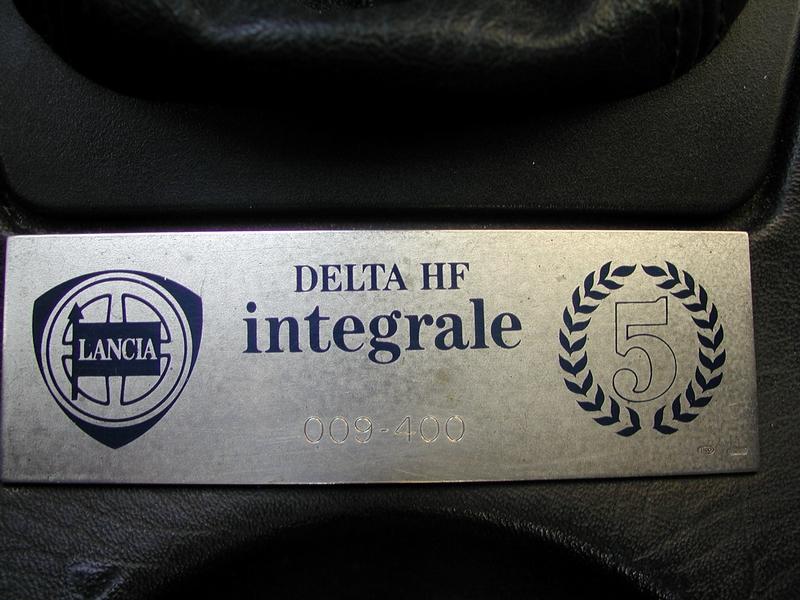 LANCIA
DELTA HF
integrale
5
009-400